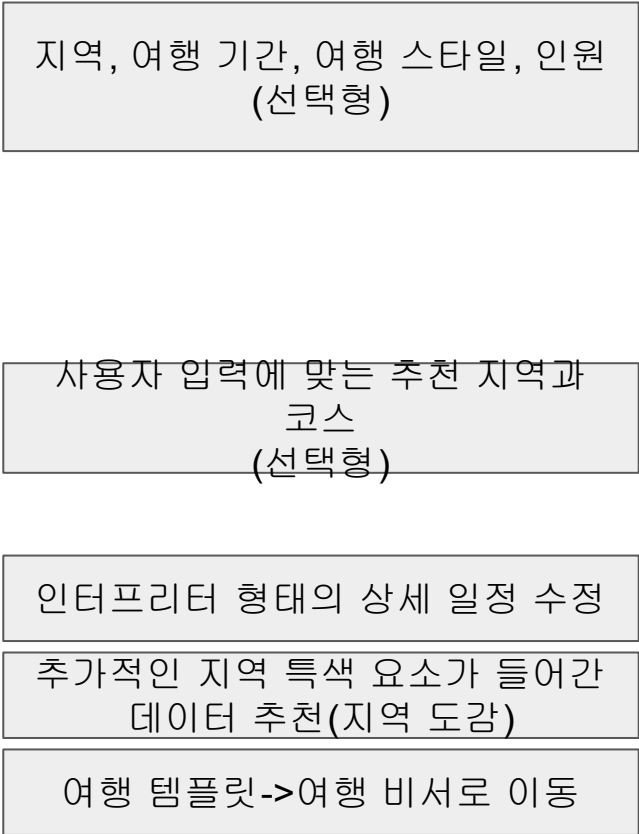 지역, 여행 기간, 여행 스타일, 인원
(선택형)
사용자 입력에 맞는 추천 지역과
코스
(선택형)
인터프리터 형태의 상세 일정 수정
추가적인 지역 특색 요소가 들어간
데이터 추천(지역 도감)
여행 템플릿->여행 비서로 이동